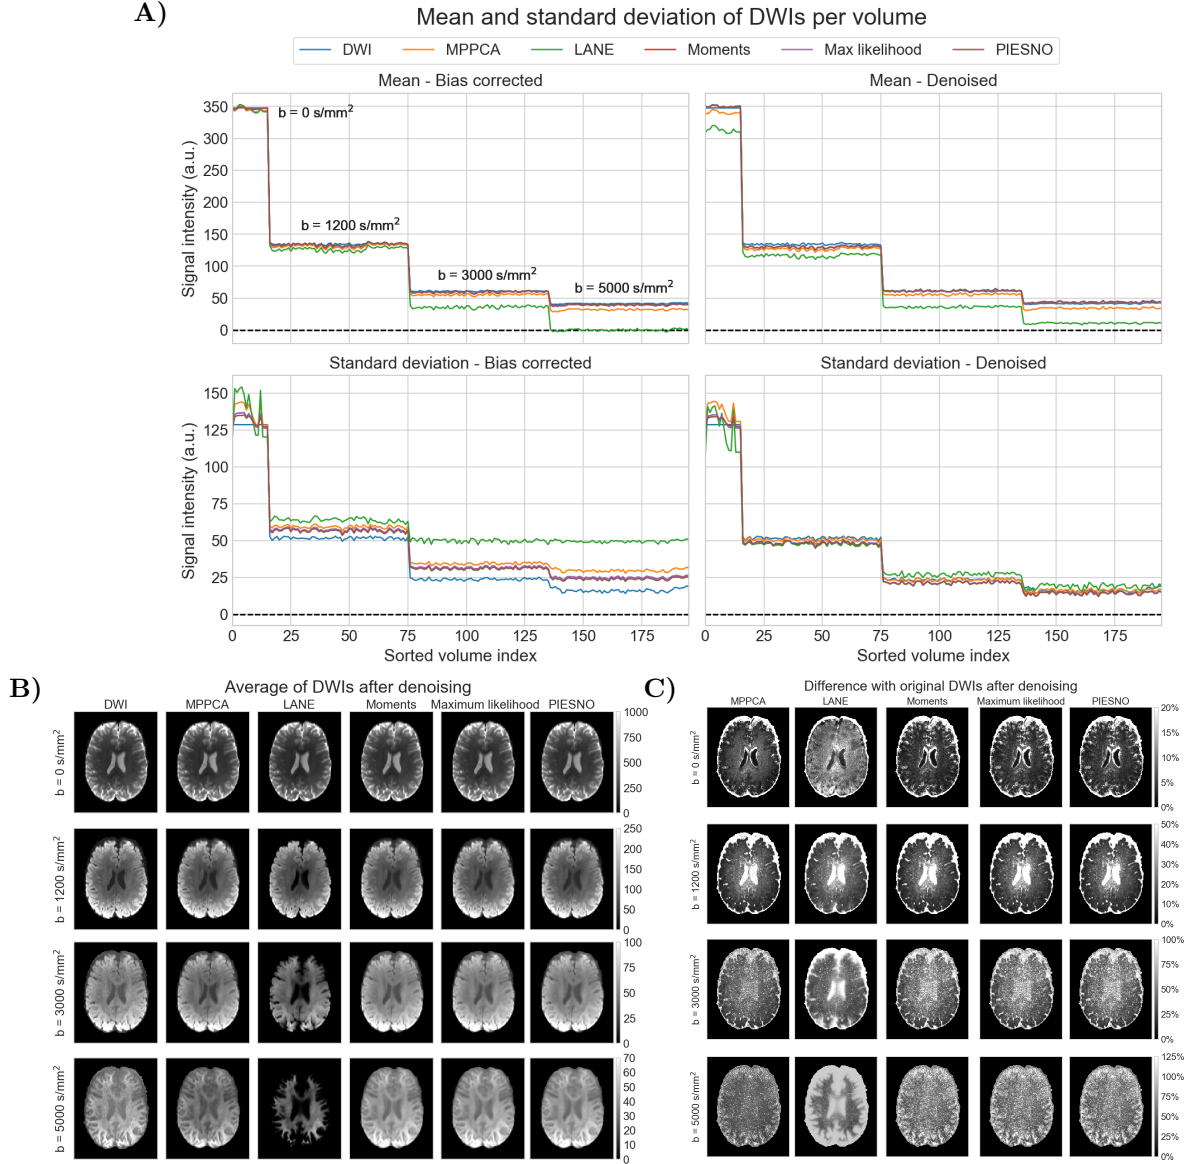 A)
Mean and standard deviation of DWIs per volume
DWI MPPCA LANE Moments Max likelihood PIESNO
Mean - Bias corrected
Mean - Denoised
Signal intensity (a.u.)
350
300
250
200
150
100
50
0
b = 0 s/mm²
b = 1200 s/mm²
b = 3000 s/mm²
b = 5000 s/mm²
Standard deviation - Bias corrected
Standard deviation - Denoised
Signal intensity (a.u.)
150
125
100
75
50
25
0
0 25 50 75 100 125 150 175
0 25 50 75 100 125 150 175
Sorted volume index
Sorted volume index
B)
Average of DWIs after denoising
DWI MPPCA LANE Moments Maximum likelihood PIESNO
b = 0 s/mm²
1000
750
500
250
0
b = 1200 s/mm²
250
200
150
100
50
0
b = 3000 s/mm²
100
75
50
25
0
b = 5000 s/mm²
70
60
50
40
30
20
10
0
C)
Difference with original DWIs after denoising
MPPCA LANE Moments Maximum likelihood PIESNO
b = 0 s/mm²
20%
15%
10%
5%
0%
b = 1200 s/mm²
50%
40%
30%
20%
10%
0%
b = 3000 s/mm²
100%
75%
50%
25%
0%
b = 5000 s/mm²
125%
100%
75%
50%
25%
0%